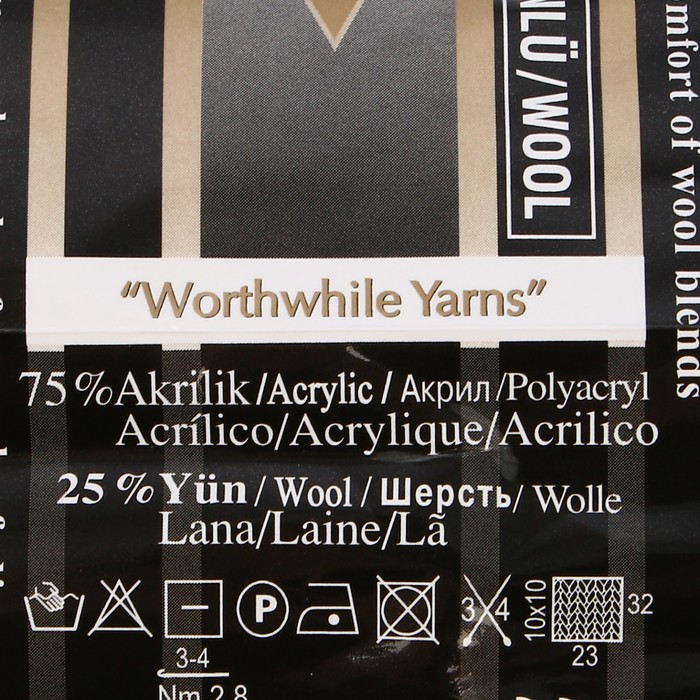 NLÜ/WOOL
omfort of wool blends
“Worthwhile Yarns”
75%Akrilik/Acrylic/Акрил/Polyacryl
Acrílico/Acrylique/Acrilico
25 % Yün/Wool/Шерсть/Wolle
Lana/Laine/Lã
P
3 4
10x10
32
23
3-4
Nm 2,8